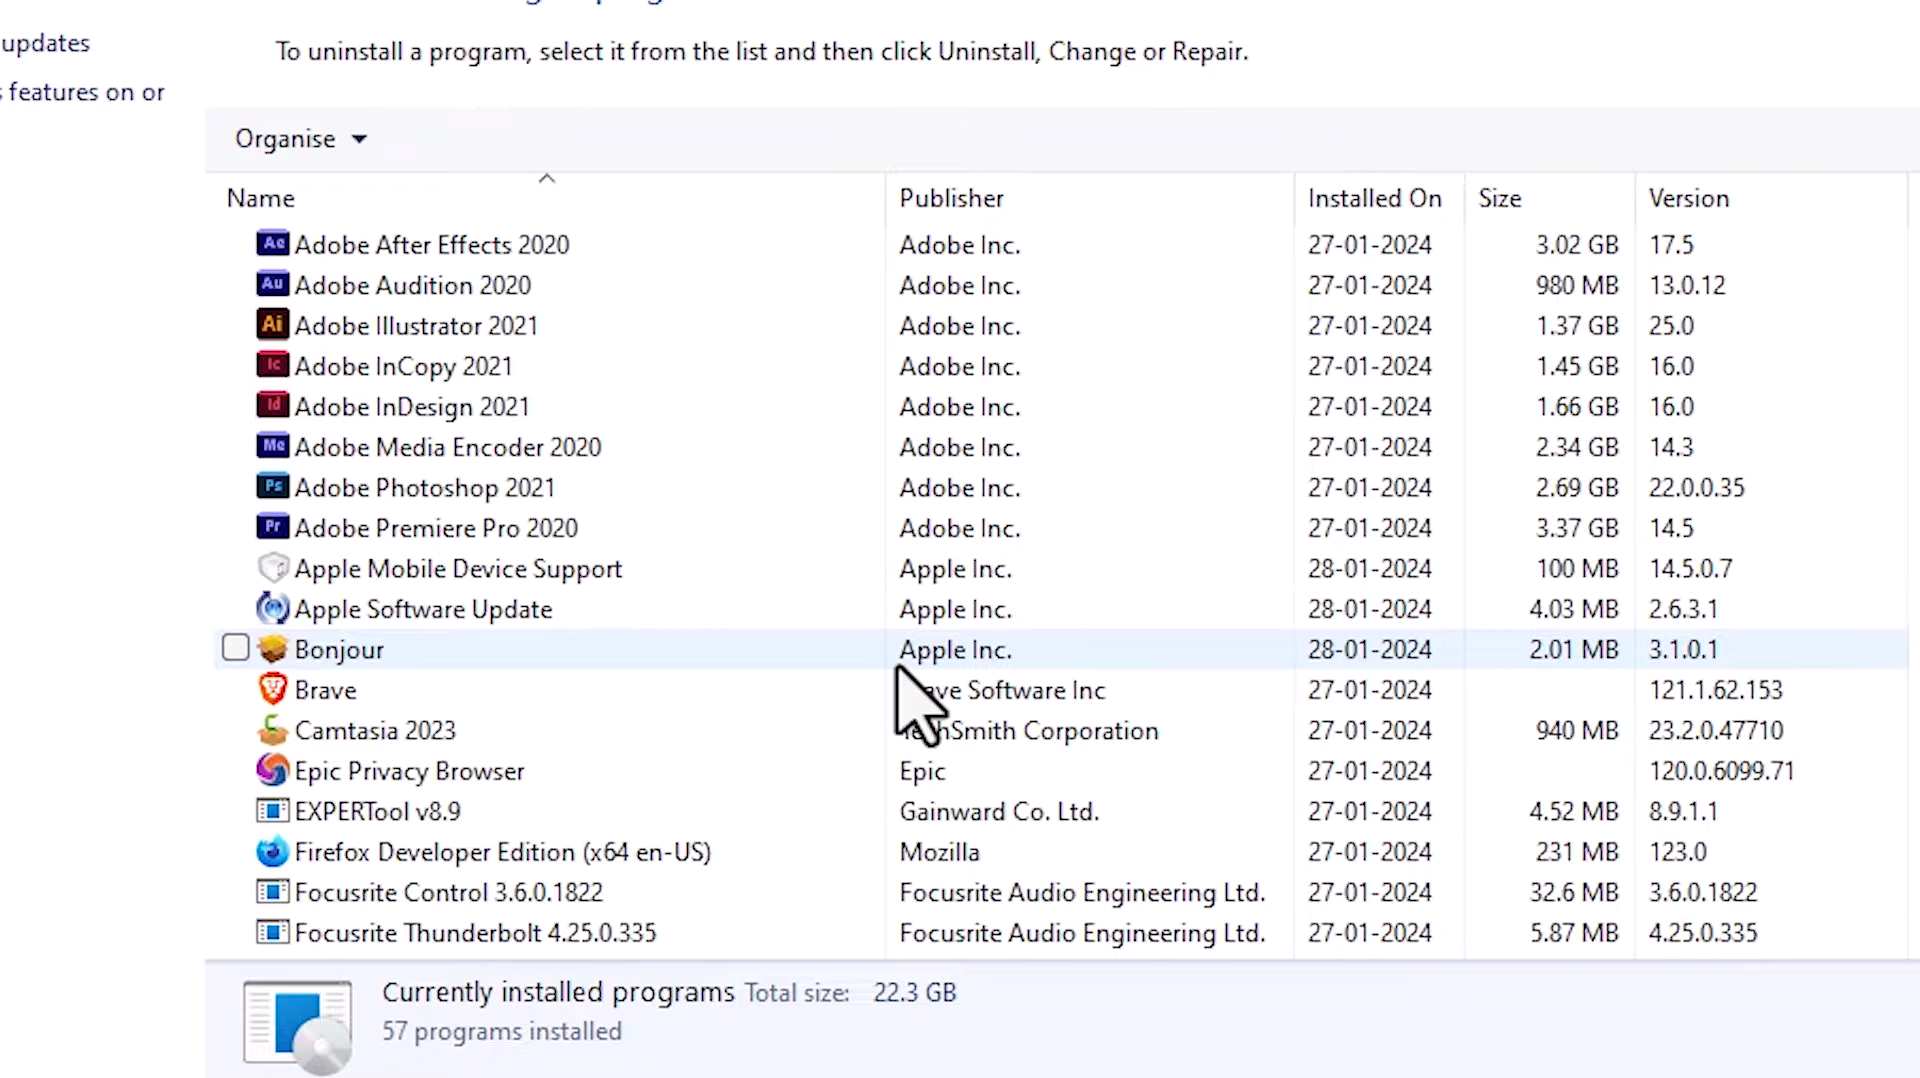 updates
To uninstall a program, select it from the list and then click Uninstall, Change or Repair.
features on or
Organise
Name Publisher Installed On Size Version
Ae Adobe After Effects 2020 Adobe Inc. 27-01-2024 3.02 GB 17.5
Au Adobe Audition 2020 Adobe Inc. 27-01-2024 980 MB 13.0.12
Ai Adobe Illustrator 2021 Adobe Inc. 27-01-2024 1.37 GB 25.0
Ic Adobe InCopy 2021 Adobe Inc. 27-01-2024 1.45 GB 16.0
Id Adobe InDesign 2021 Adobe Inc. 27-01-2024 1.66 GB 16.0
Me Adobe Media Encoder 2020 Adobe Inc. 27-01-2024 2.34 GB 14.3
Ps Adobe Photoshop 2021 Adobe Inc. 27-01-2024 2.69 GB 22.0.0.35
Pr Adobe Premiere Pro 2020 Adobe Inc. 27-01-2024 3.37 GB 14.5
Apple Mobile Device Support Apple Inc. 28-01-2024 100 MB 14.5.0.7
Apple Software Update Apple Inc. 28-01-2024 4.03 MB 2.6.3.1
Bonjour Apple Inc. 28-01-2024 2.01 MB 3.1.0.1
Brave Software Inc 27-01-2024 121.1.62.153
Camtasia 2023 Corporation 27-01-2024 940 MB 23.2.0.47710
Epic Privacy Browser Epic 27-01-2024 120.0.6099.71
EXPERTool v8.9 Gainward Co. Ltd. 27-01-2024 4.52 MB 8.9.1.1
Firefox Developer Edition (x64 en-US) Mozilla 27-01-2024 231 MB 123.0
Focusrite Control 3.6.0.1822 Focusrite Audio Engineering Ltd. 27-01-2024 32.6 MB 3.6.0.1822
Focusrite Thunderbolt 4.25.0.335 Focusrite Audio Engineering Ltd. 27-01-2024 5.87 MB 4.25.0.335
Currently installed programs Total size: 22.3 GB
57 programs installed